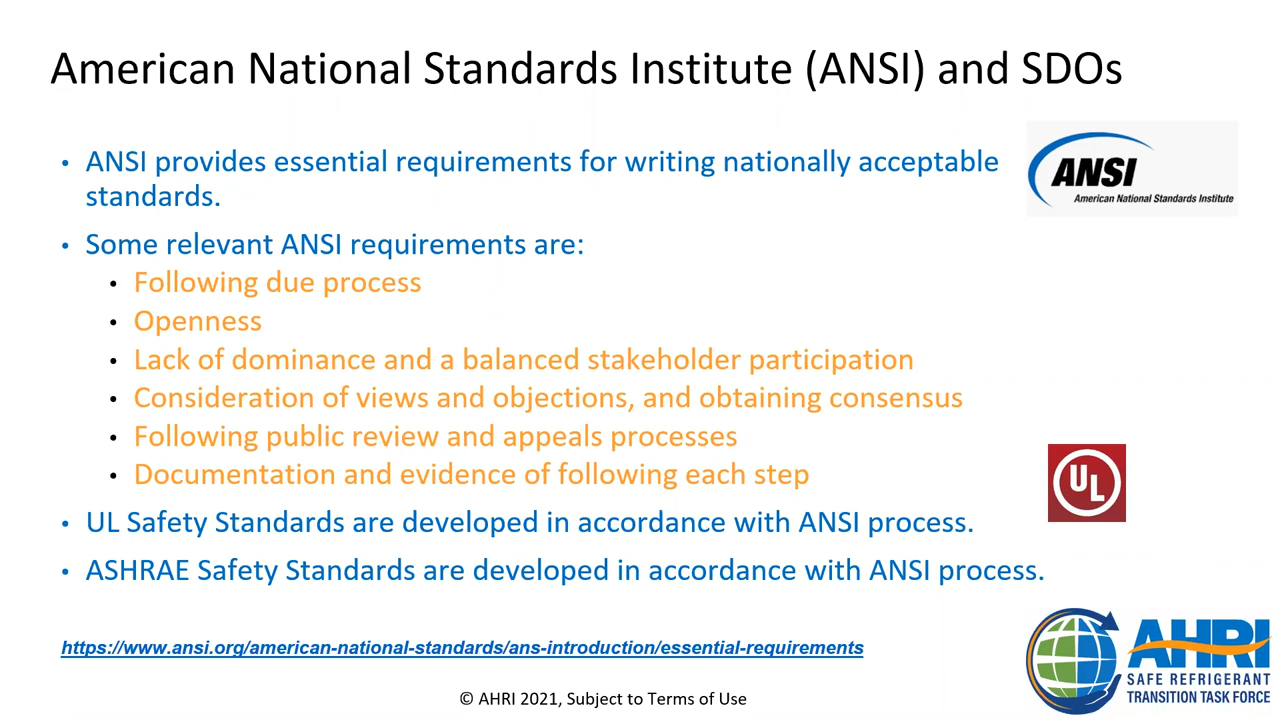 American National Standards Institute (ANSI) and SDOs
• ANSI provides essential requirements for writing nationally acceptable
standards.
ANSI
American National Standards Institute
• Some relevant ANSI requirements are:
• Following due process
• Openness
• Lack of dominance and a balanced stakeholder participation
• Consideration of views and objections, and obtaining consensus
• Following public review and appeals processes
• Documentation and evidence of following each step
UL
• UL Safety Standards are developed in accordance with ANSI process.
• ASHRAE Safety Standards are developed in accordance with ANSI process.
https://www.ansi.org/american-national-standards/ans-introduction/essential-requirements
AHRI
SAFE REFRIGERANT
TRANSITION TASK FORCE
© AHRI 2021, Subject to Terms of Use